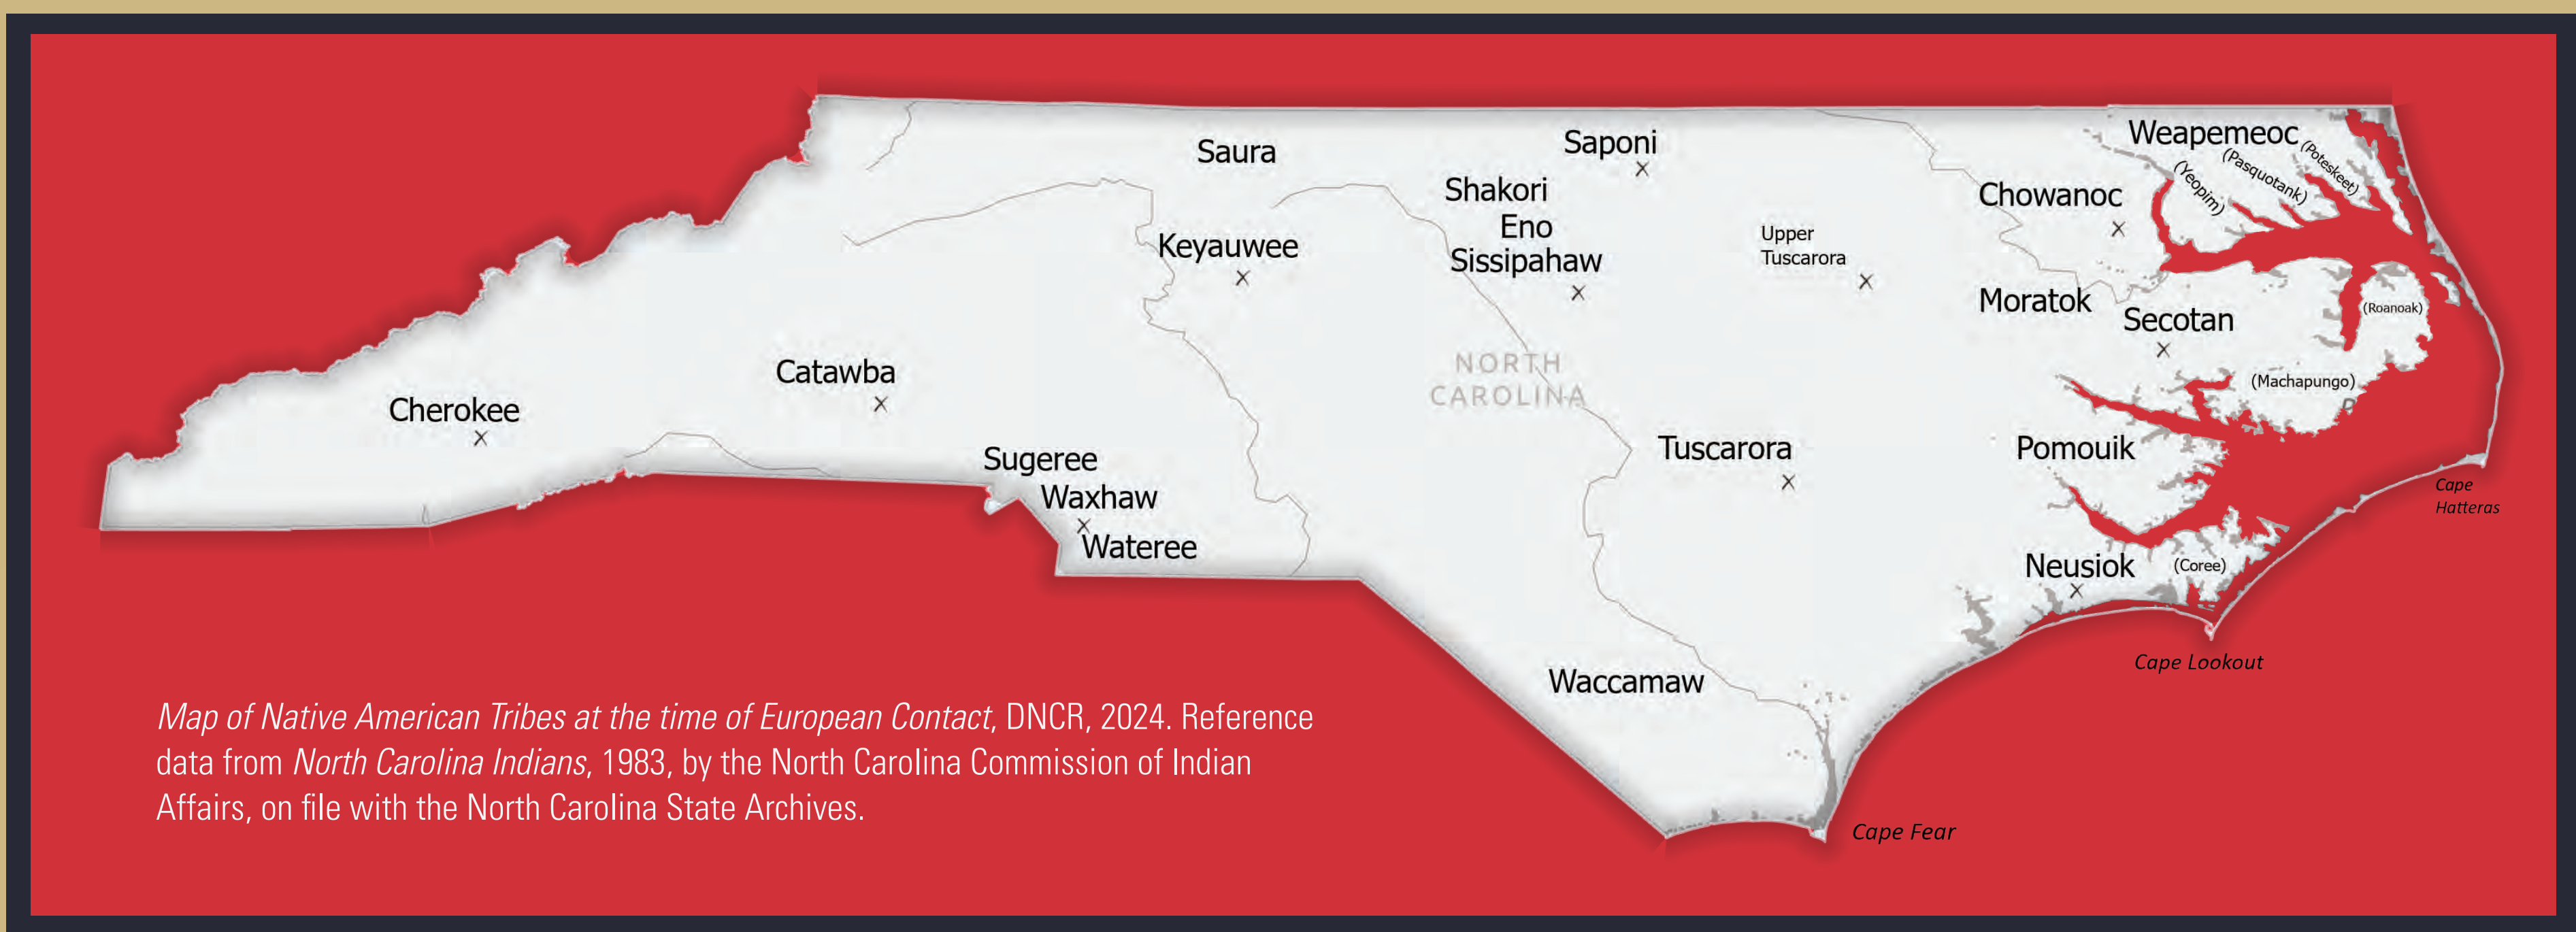 Weapemeoc
(Poteskeet)
(Pasquotank)
(Yeopim)
Saponi
Saura
Shakori
Chowanoc
Eno
Keyauwee
Upper
Tuscarora
Sissipahaw
Moratok
(Roanoak)
Secotan
NORTH
CAROLINA
Catawba
(Machapungo)
Cherokee
Tuscarora
Pomouik
Sugeree
Cape
Hatteras
Waxhaw
Wateree
Neusiok
(Coree)
Cape Lookout
Waccamaw
Map of Native American Tribes at the time of European Contact, DNCR, 2024. Reference
data from North Carolina Indians, 1983, by the North Carolina Commission of Indian
Affairs, on file with the North Carolina State Archives.
Cape Fear